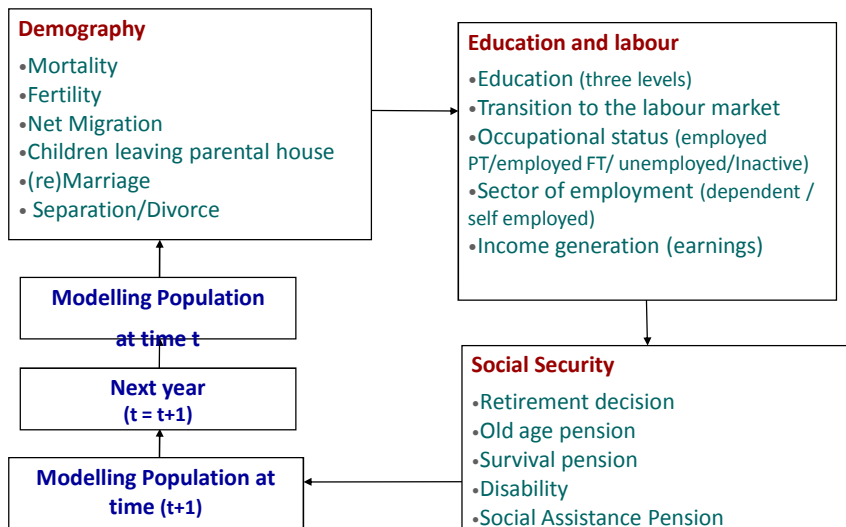 Demography
•Mortality
•Fertility
•Net Migration
•Children leaving parental house
•(re)Marriage
• Separation/Divorce
Education and labour
•Education (three levels)
•Transition to the labour market
•Occupational status (employed
PT/employed FT/ unemployed/Inactive)
•Sector of employment (dependent /
self employed)
•Income generation (earnings)
Social Security
•Retirement decision
•Old age pension
•Survival pension
•Disability
•Social Assistance Pension
Modelling Population at
time (t+1)
Next year
(t = t+1)
Modelling Population
at time t